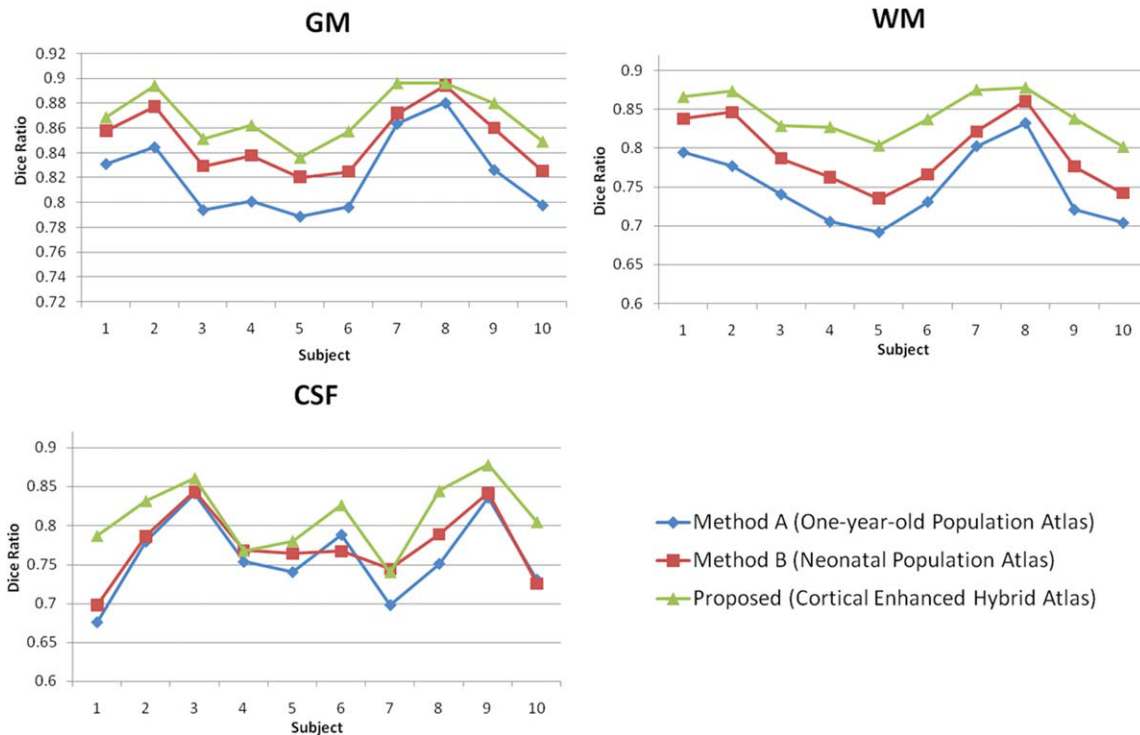 GM
0.92
0.9
0.88
0.86
0.84
0.82
0.8
0.78
0.76
0.74
0.72
Dice Ratio
1 2 3 4 5 6 7 8 9 10
Subject
WM
0.9
0.85
0.8
0.75
0.7
0.65
0.6
Dice Ratio
1 2 3 4 5 6 7 8 9 10
Subject
CSF
0.9
0.85
0.8
0.75
0.7
0.65
0.6
Dice Ratio
1 2 3 4 5 6 7 8 9 10
Subject
Method A (One-year-old Population Atlas)
Method B (Neonatal Population Atlas)
Proposed (Cortical Enhanced Hybrid Atlas)